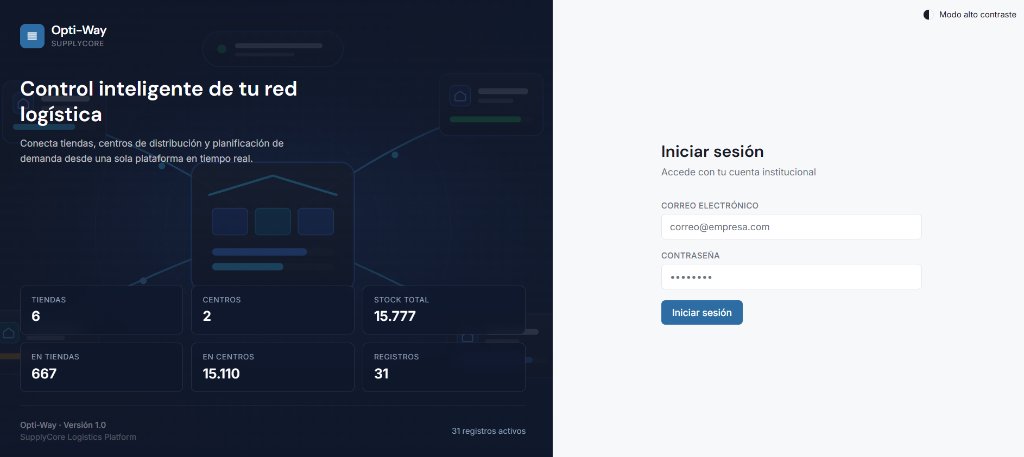 Opti-Way
SUPPLYCORE
Control inteligente de tu red
logística
Conecta tiendas, centros de distribución y planificación de
demanda desde una sola plataforma en tiempo real.
TIENDAS
6
CENTROS
2
STOCK TOTAL
15.777
EN TIENDAS
667
EN CENTROS
15.110
REGISTROS
31
Opti-Way · Versión 1.0
SupplyCore Logistics Platform
31 registros activos
Modo alto contraste
Iniciar sesión
Accede con tu cuenta institucional
CORREO ELECTRÓNICO
correo@empresa.com
CONTRASEÑA
••••••••
Iniciar sesión